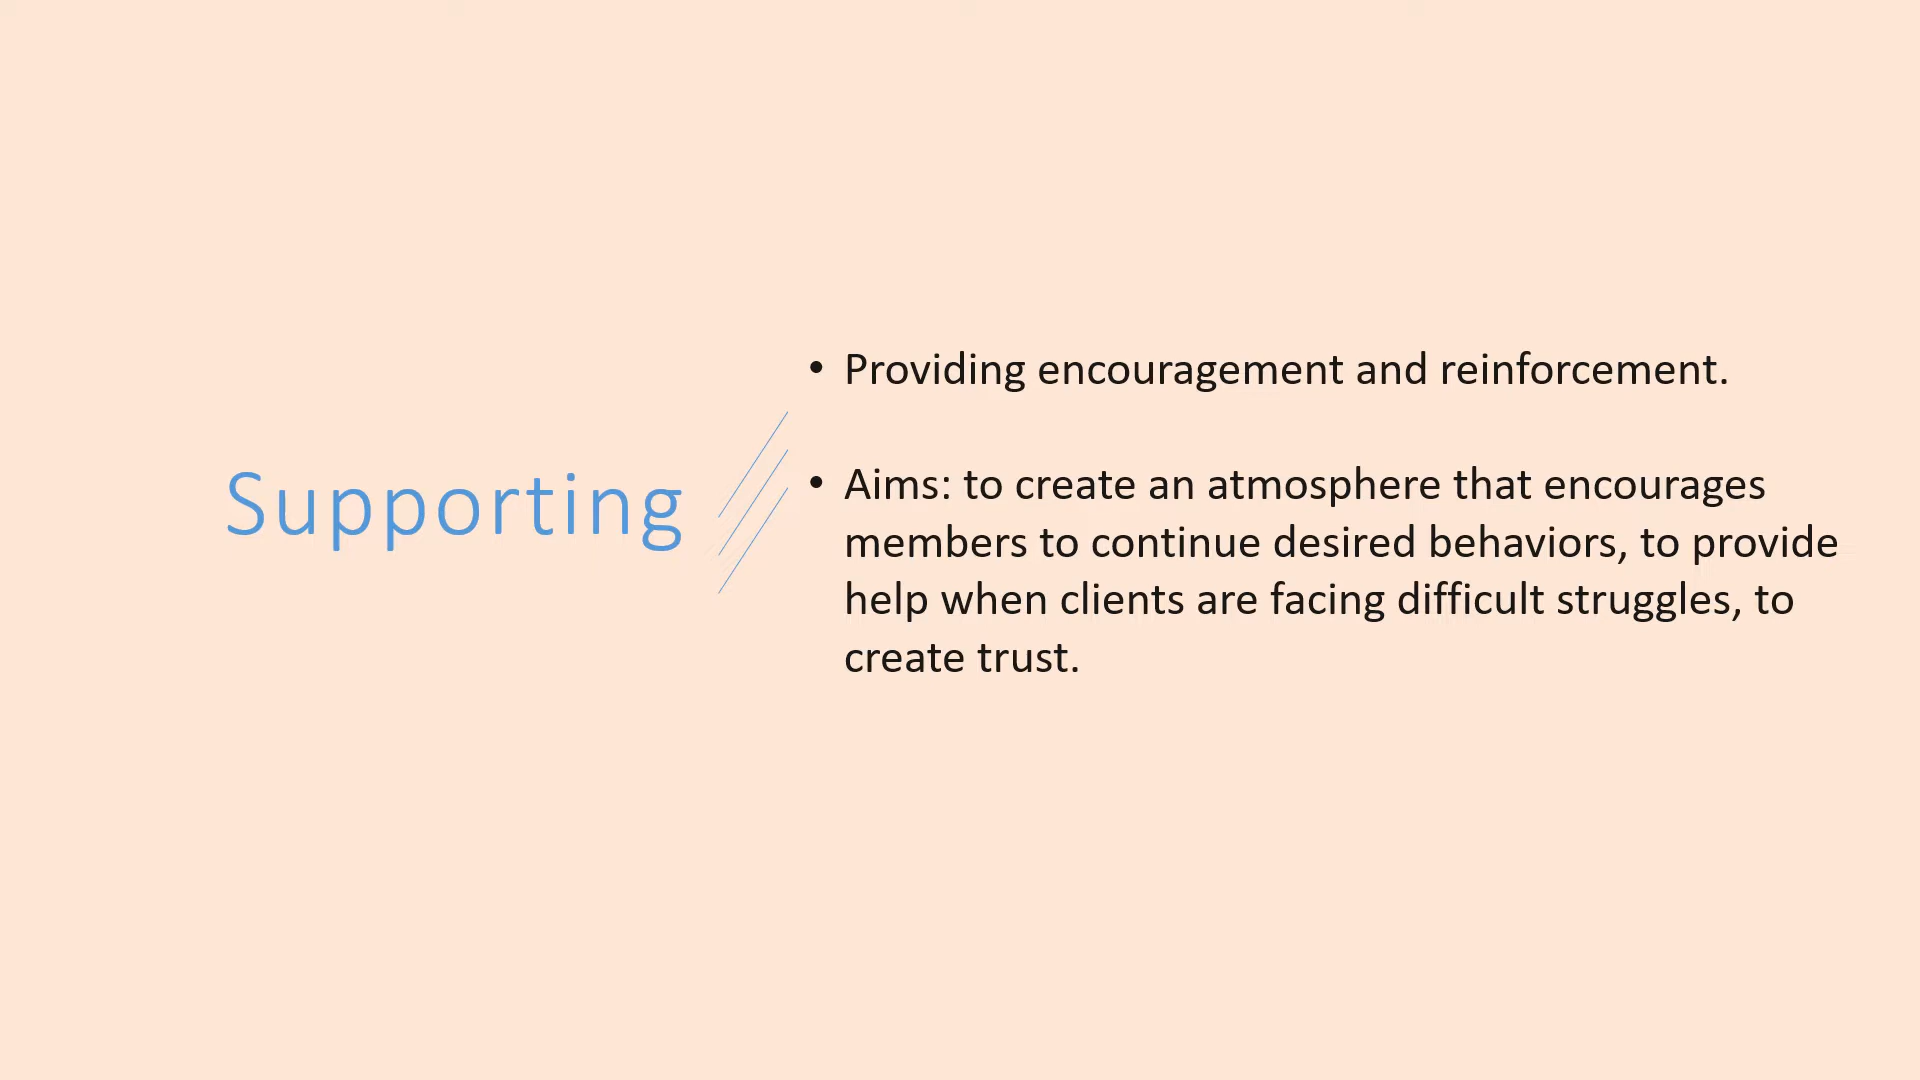 Supporting
• Providing encouragement and reinforcement.
• Aims: to create an atmosphere that encourages
members to continue desired behaviors, to provide
help when clients are facing difficult struggles, to
create trust.